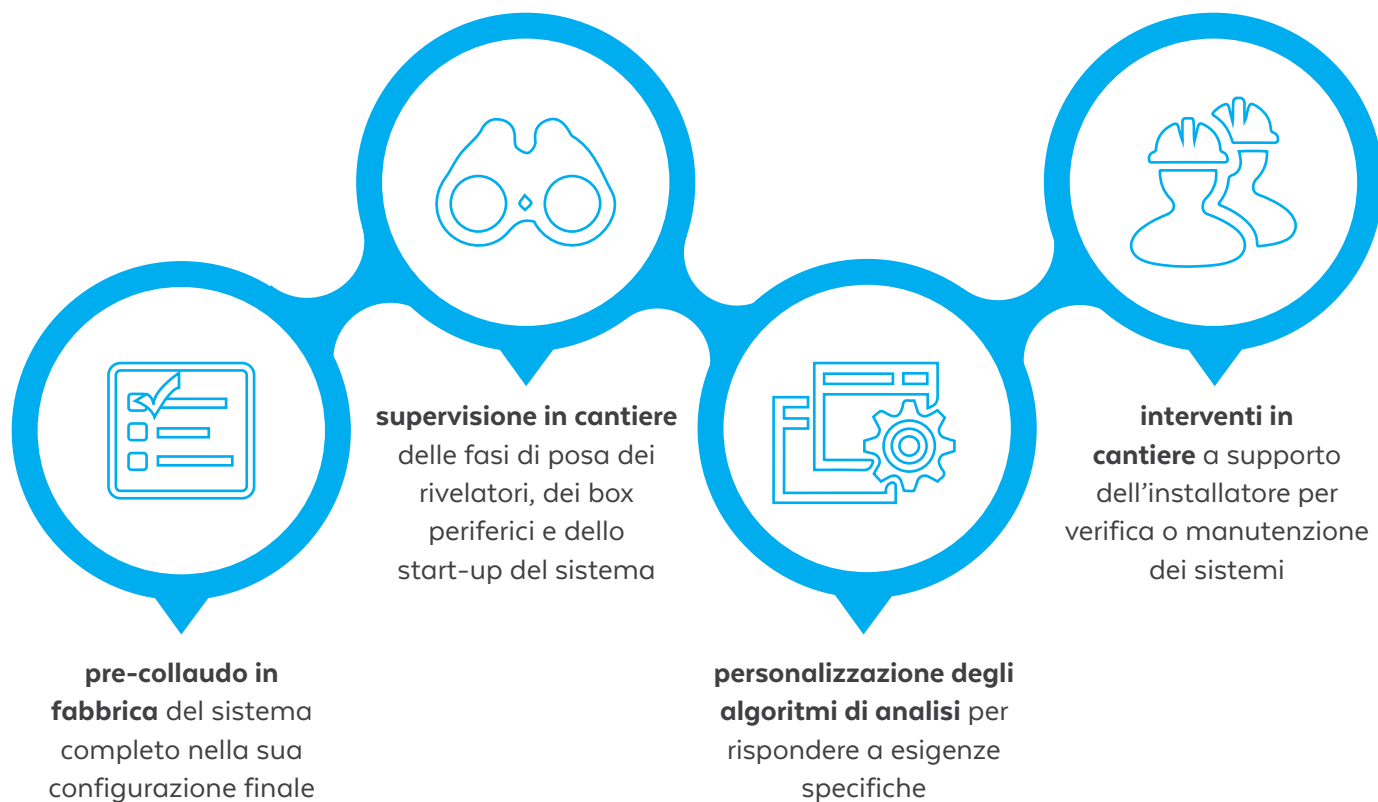 pre-collaudo in
fabbrica del sistema
completo nella sua
configurazione finale
supervisione in cantiere
delle fasi di posa dei
rivelatori, dei box
periferici e dello
start-up del sistema
personalizzazione degli
algoritmi di analisi per
rispondere a esigenze
specifiche
interventi in
cantiere a supporto
dell’installatore per
verifica o manutenzione
dei sistemi